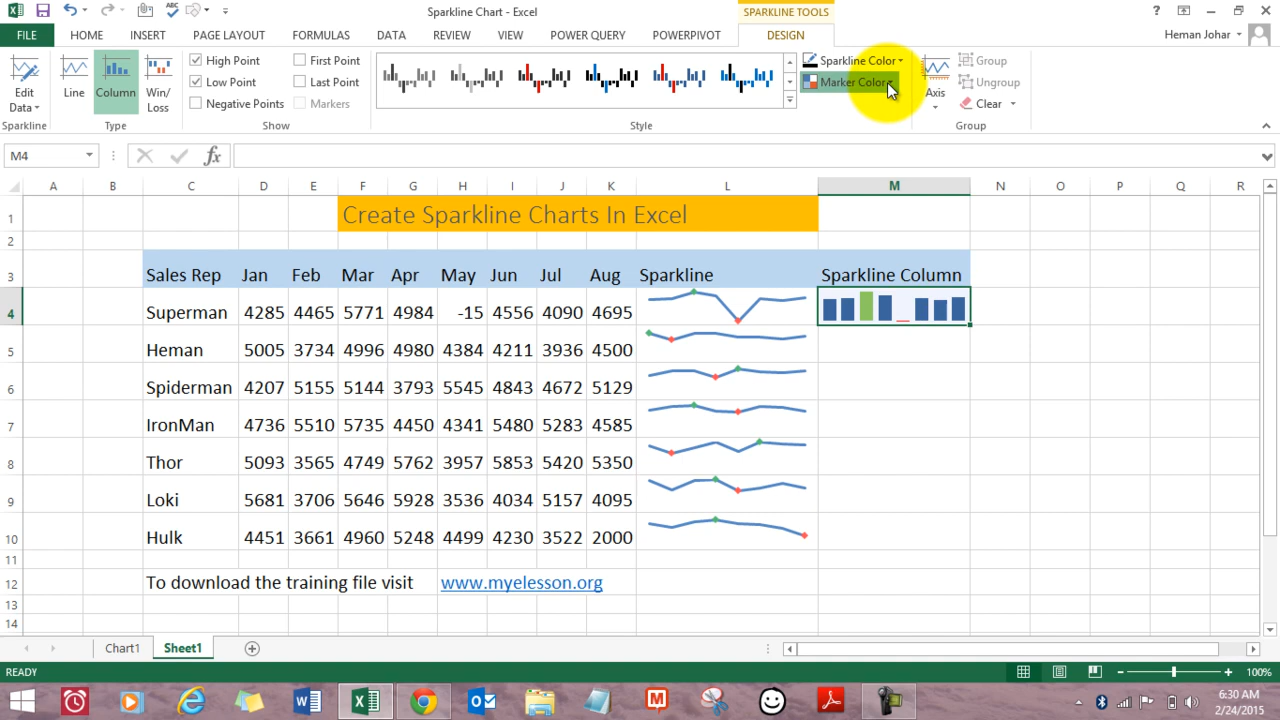 Sparkline Chart - Excel
SPARKLINE TOOLS
?
FILE HOME INSERT PAGE LAYOUT FORMULAS DATA REVIEW VIEW POWER QUERY POWERPIVOT DESIGN Heman Johar
Edit Data
Line
Column
Win/Loss
High Point
First Point
Low Point
Last Point
Negative Points
Markers
Sparkline Color
Marker Color
Axis
Group
Ungroup
Clear
Sparkline Type Show Style Group
M4 fx
A B C D E F G H I J K L M N O P Q R
1 Create Sparkline Charts In Excel
2
3 Sales Rep Jan Feb Mar Apr May Jun Jul Aug Sparkline Sparkline Column
4 Superman 4285 4465 5771 4984 -15 4556 4090 4695
5 Heman 5005 3734 4996 4980 4384 4211 3936 4500
6 Spiderman 4207 5155 5144 3793 5545 4843 4672 5129
7 IronMan 4736 5510 5735 4450 4341 5480 5283 4585
8 Thor 5093 3565 4749 5762 3957 5853 5420 5350
9 Loki 5681 3706 5646 5928 3536 4034 5157 4095
10 Hulk 4451 3661 4960 5248 4499 4230 3522 2000
11
12 To download the training file visit www.myelesson.org
13
14
Chart1 Sheet1
READY 100%
6:30 AM
2/24/2015